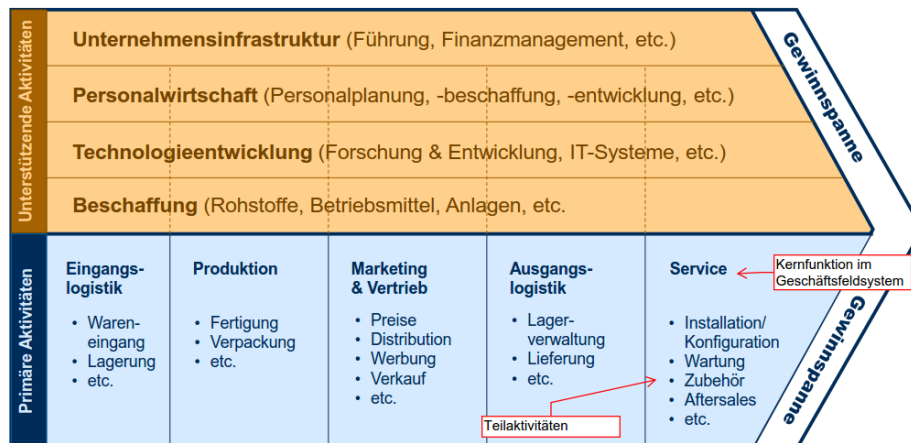 Unterstützende Aktivitäten
Unternehmensinfrastruktur (Führung, Finanzmanagement, etc.)
Personalwirtschaft (Personalplanung, -beschaffung, -entwicklung, etc.)
Technologieentwicklung (Forschung & Entwicklung, IT-Systeme, etc.)
Beschaffung (Rohstoffe, Betriebsmittel, Anlagen, etc.
Gewinnspanne
Primäre Aktivitäten
Eingangs-
logistik
• Waren-
eingang
• Lagerung
• etc.
Produktion
• Fertigung
• Verpackung
• etc.
Marketing
& Vertrieb
• Preise
• Distribution
• Werbung
• Verkauf
• etc.
Ausgangs-
logistik
• Lager-
verwaltung
• Lieferung
• etc.
Service
• Installation/
Konfiguration
• Wartung
• Zubehör
• Aftersales
• etc.
Kernfunktion im
Geschäftsfeldsystem
Gewinnspanne
Teilaktivitäten